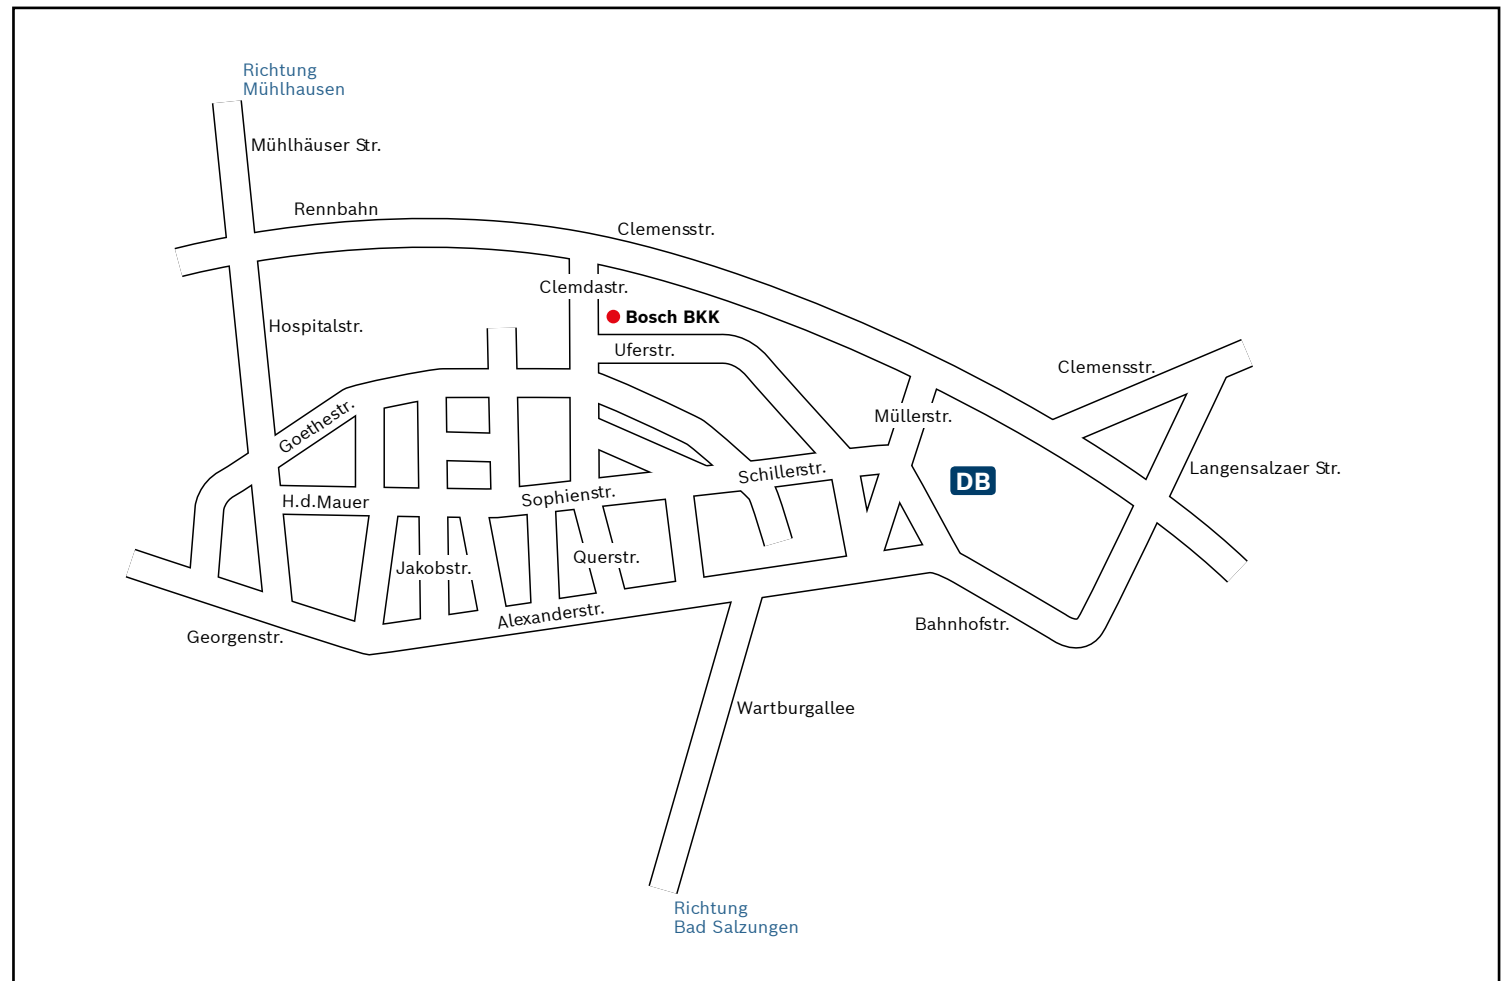 Richtung
Mühlhausen
Mühlhäuser Str.
Rennbahn
Clemensstr.
Clemdastr.
Bosch BKK
Hospitalstr.
Uferstr.
Clemensstr.
Goethestr.
Müllerstr.
Schillerstr.
Langensalzaer Str.
DB
H.d.Mauer
Sophienstr.
Querstr.
Jakobstr.
Alexanderstr.
Bahnhofstr.
Georgenstr.
Wartburgallee
Richtung
Bad Salzungen